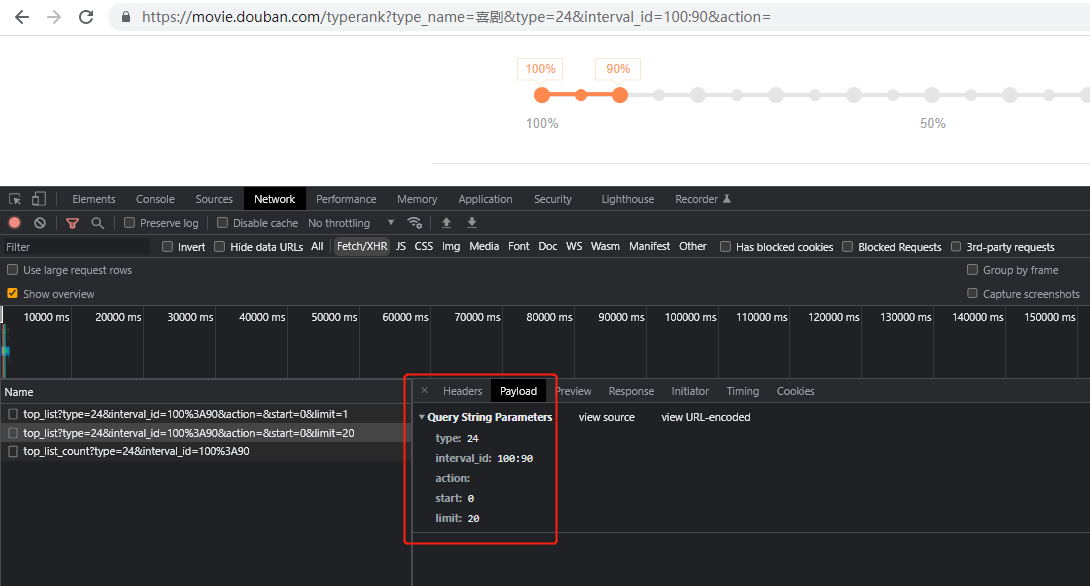 https://movie.douban.com/typerank?type_name=喜剧&type=24&interval_id=100:90&action=
100% 90%
100% 50%
Elements Console Sources Network Performance Memory Application Security Lighthouse Recorder
Preserve log Disable cache No throttling
Filter Invert Hide data URLs All Fetch/XHR JS CSS Img Media Font Doc WS Wasm Manifest Other Has blocked cookies Blocked Requests 3rd-party requests
Use large request rows Group by frame
Show overview Capture screenshots
10000 ms 20000 ms 30000 ms 40000 ms 50000 ms 60000 ms 70000 ms 80000 ms 90000 ms 100000 ms 110000 ms 120000 ms 130000 ms 140000 ms 150000 ms
Name × Headers Payload Preview Response Initiator Timing Cookies
top_list?type=24&interval_id=100%3A90&action=&start=0&limit=1
top_list?type=24&interval_id=100%3A90&action=&start=0&limit=20
top_list_count?type=24&interval_id=100%3A90
Query String Parameters view source view URL-encoded
type: 24
interval_id: 100:90
action:
start: 0
limit: 20